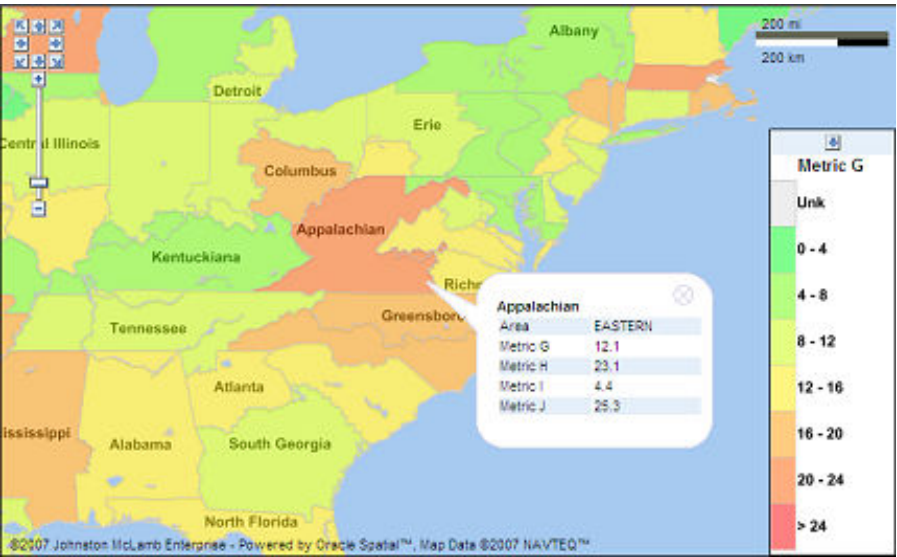 Albany
200 mi
200 km
Detroit
Erie
Central Illinois
Columbus
Metric G
Unk
0 - 4
4 - 8
8 - 12
12 - 16
16 - 20
20 - 24
> 24
Appalachian
Kentuckiana
Richm
Greensboro
Tennessee
Appalachian
Area EASTERN
Metric G 12.1
Metric H 23.1
Metric I 4.4
Metric J 25.3
Atlanta
ississippi
Alabama
South Georgia
North Florida
©2007 Johnston McLamb Enterprise - Powered by Oracle Spatial™, Map Data ©2007 NAVTEQ™